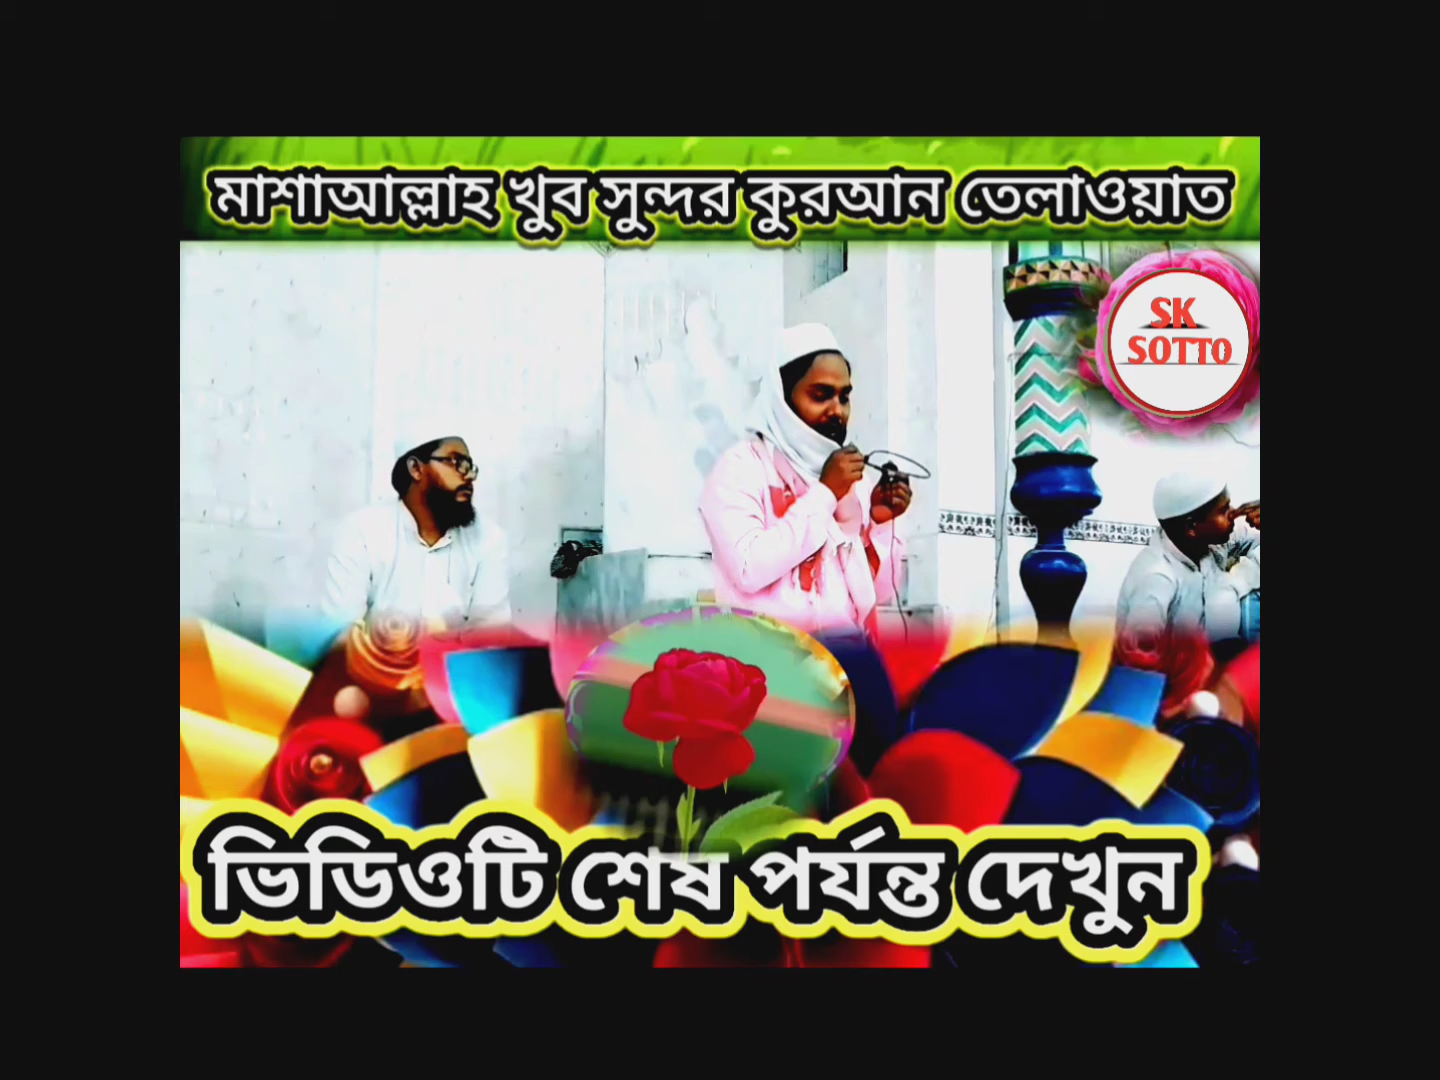 মাশাআল্লাহ খুব সুন্দর কুরআন তেলাওয়াত
SK
SOTTO
ভিডিওটি শেষ পর্যন্ত দেখুন